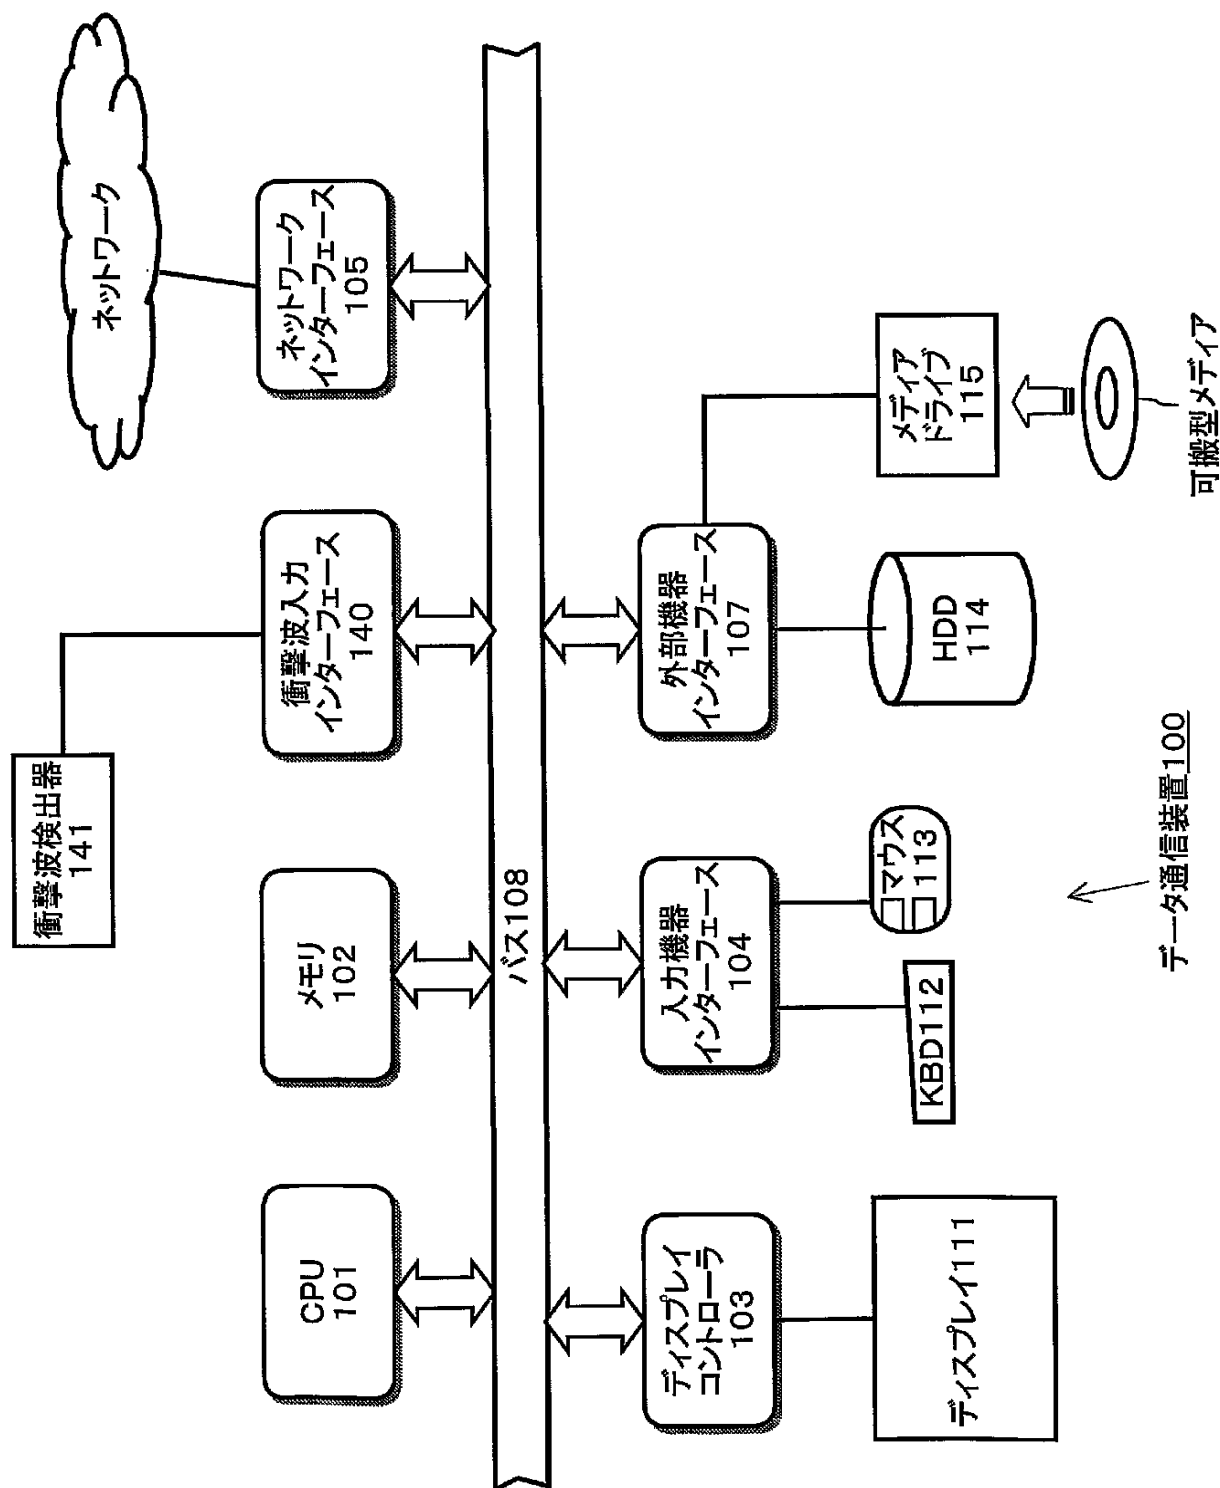 衝撃波検出器
141
ネットワーク
CPU
101
メモリ
102
衝撃波入力
インターフェース
140
ネットワーク
インターフェース
105
バス108
ディスプレイ
コントローラ
103
入力機器
インターフェース
104
外部機器
インターフェース
107
ディスプレイ111
KBD112
マウス
113
HDD
114
メディア
ドライブ
115
可搬型メディア
データ通信装置100